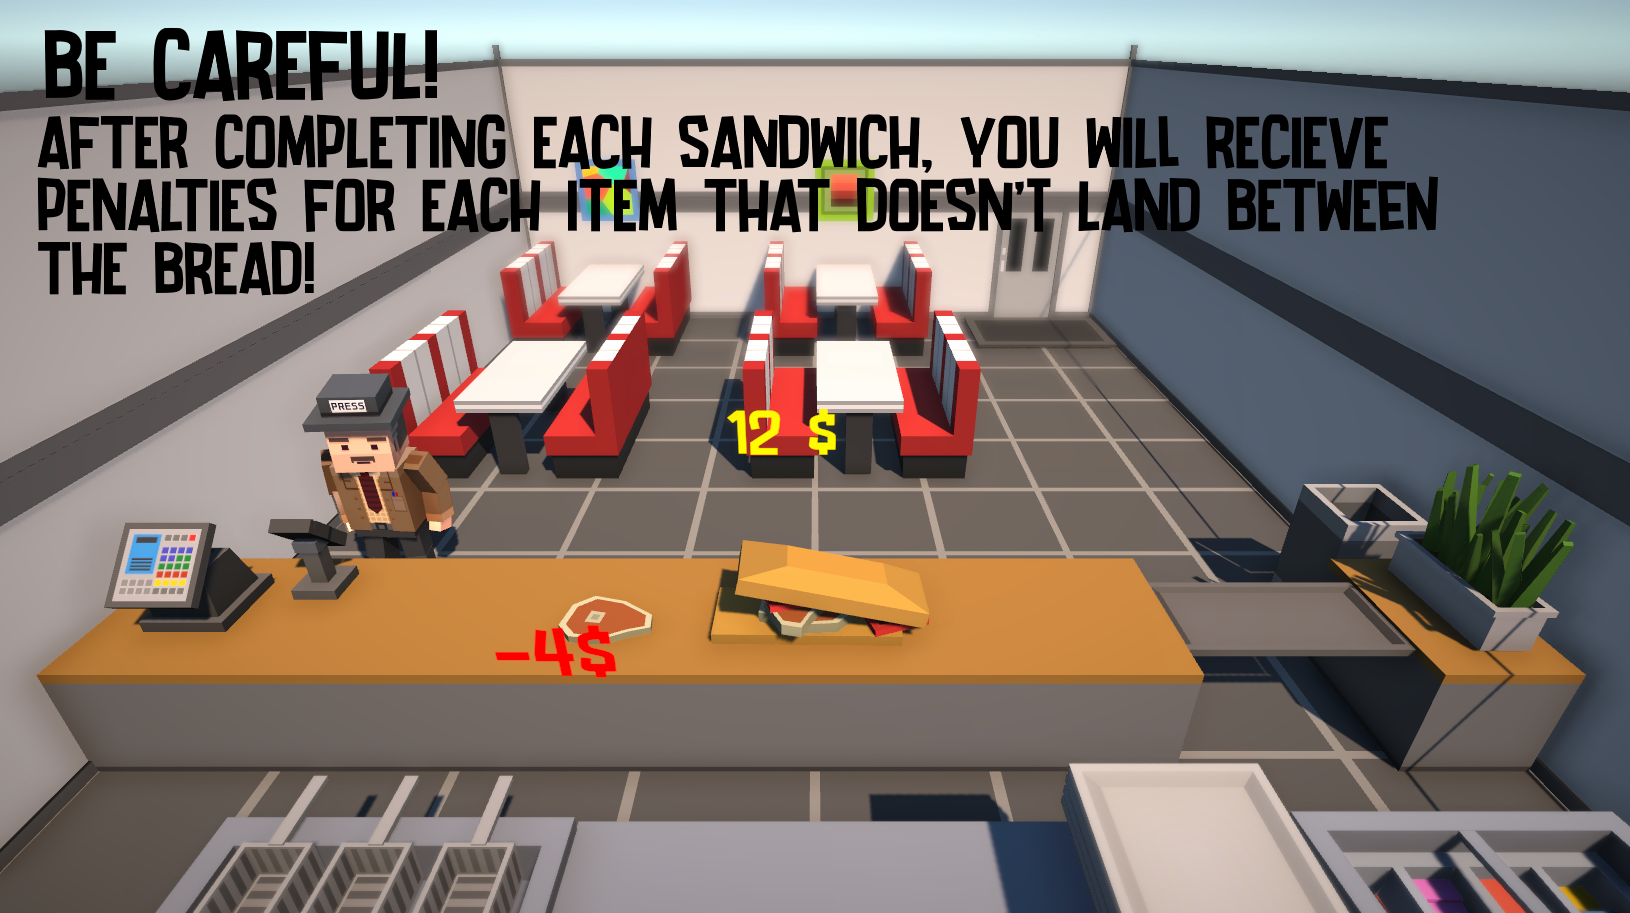 BE CAREFUL!
AFTER COMPLETING EACH SANDWICH, YOU WILL RECIEVE
PENALTIES FOR EACH ITEM THAT DOESN'T LAND BETWEEN
THE BREAD!
PRESS
12 $
-4$